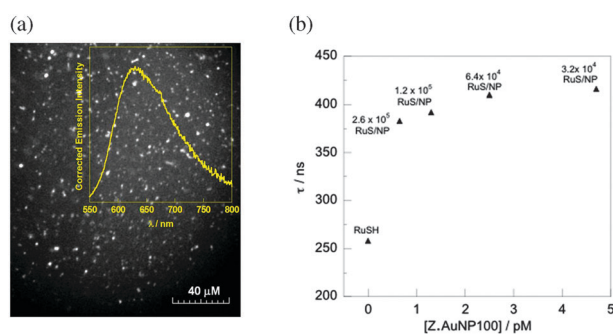 (a)
Corrected Emission Intensity
550 600 650 700 750 800
λ / nm
40 μM
(b)
450
400
350
300
250
200
τ / ns
2.6 x 10⁵
RuS/NP
1.2 x 10⁵
RuS/NP
6.4x 10⁴
RuS/NP
3.2x 10⁴
RuS/NP
RuSH
0 1 2 3 4 5
[Z.AuNP100] / pM